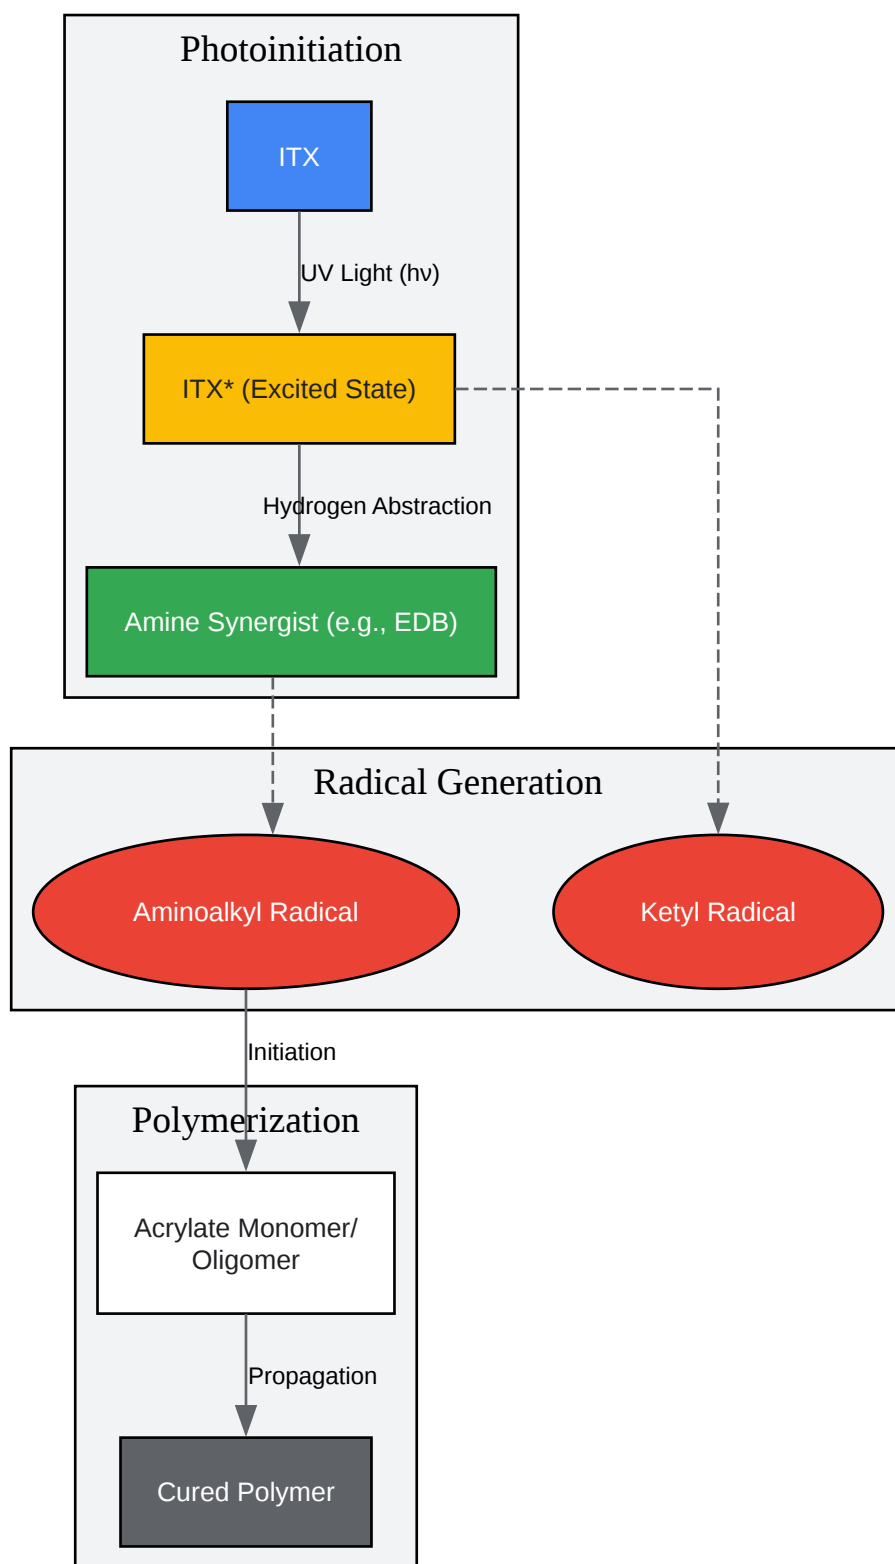 Photoinitiation
ITX
UV Light (hν)
ITX* (Excited State)
Hydrogen Abstraction
Amine Synergist (e.g., EDB)
Radical Generation
Aminoalkyl Radical
Ketyl Radical
Initiation
Polymerization
Acrylate Monomer/
Oligomer
Propagation
Cured Polymer